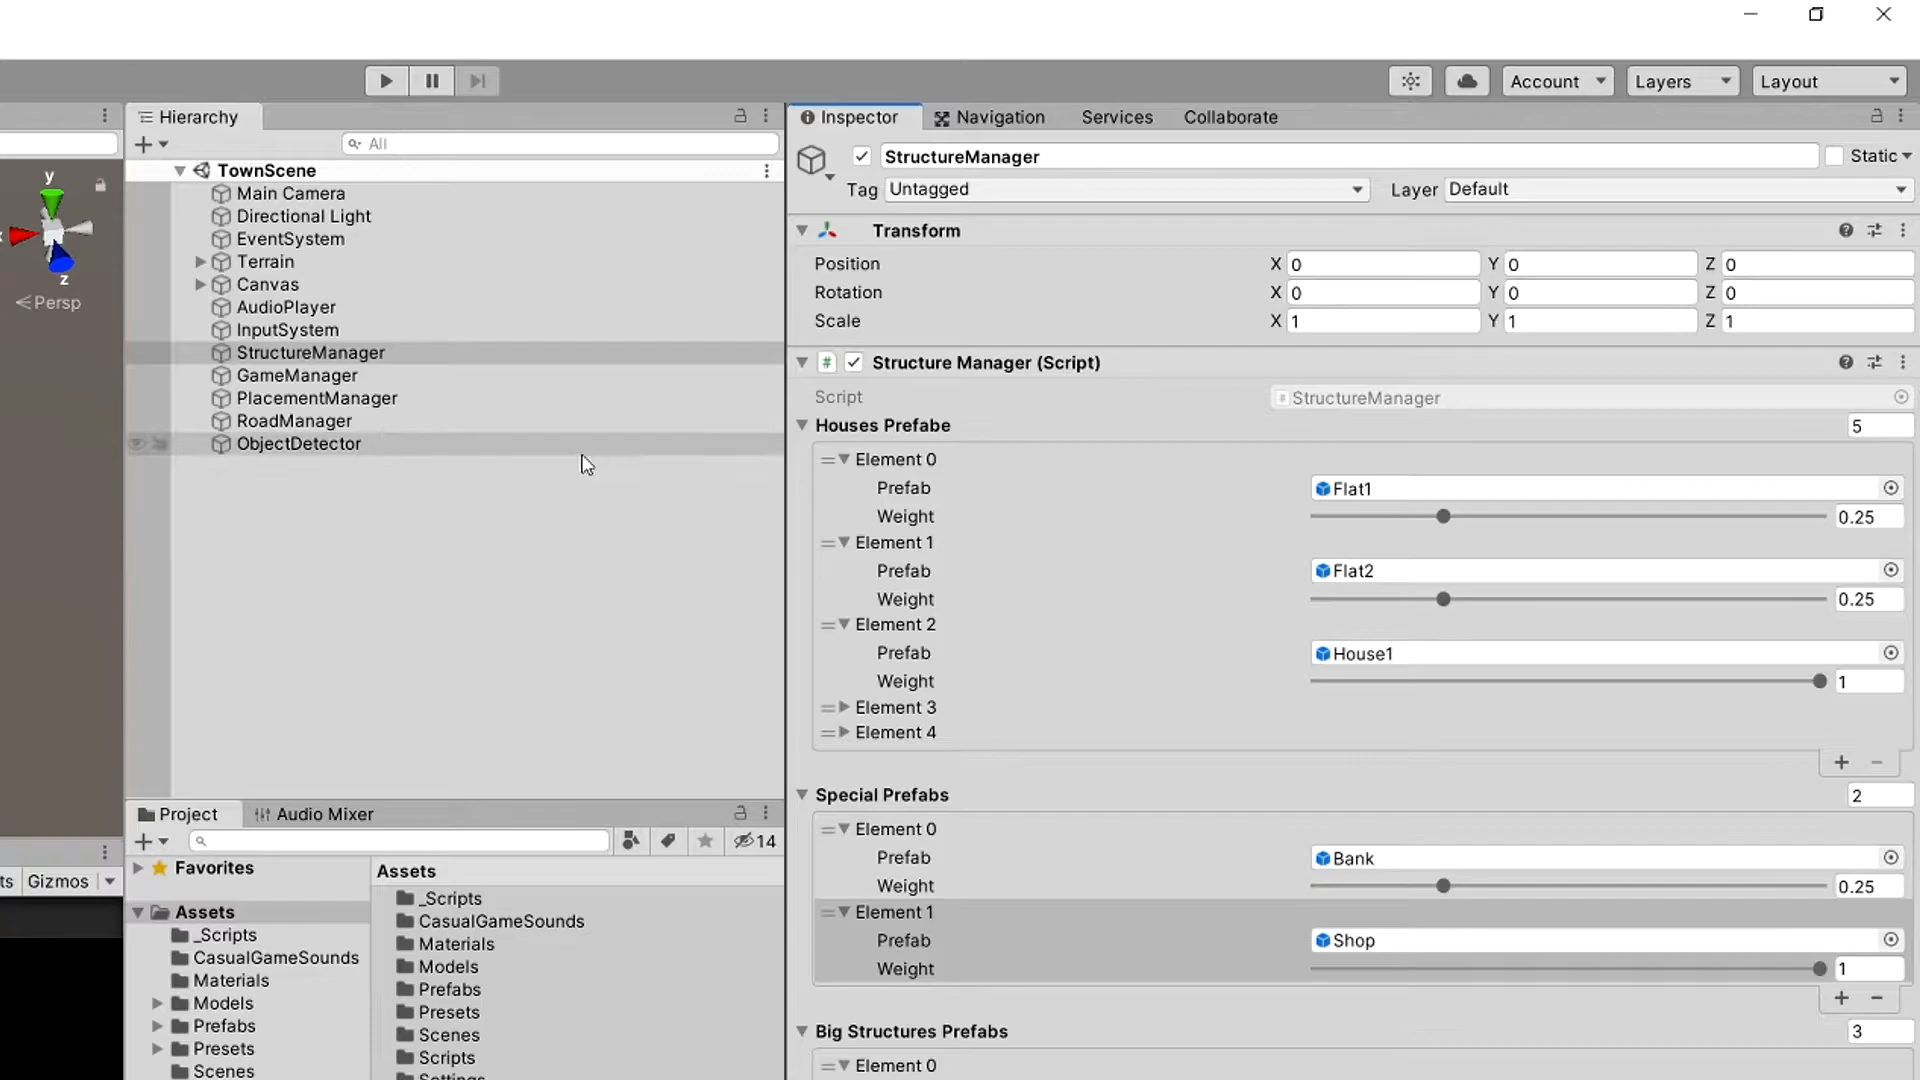 Account
Layers
Layout
Hierarchy
Inspector
Navigation
Services
Collaborate
All
TownScene
StructureManager
Static
Tag
Untagged
Layer
Default
y
z
Persp
Main Camera
Directional Light
EventSystem
Terrain
Canvas
AudioPlayer
InputSystem
StructureManager
GameManager
PlacementManager
RoadManager
ObjectDetector
Transform
Position X 0 Y 0 Z 0
Rotation X 0 Y 0 Z 0
Scale X 1 Y 1 Z 1
# Structure Manager (Script)
Script # StructureManager
Houses Prefabe 5
Element 0
Prefab Flat1
Weight 0.25
Element 1
Prefab Flat2
Weight 0.25
Element 2
Prefab House1
Weight 1
Element 3
Element 4
+ −
Special Prefabs 2
Element 0
Prefab Bank
Weight 0.25
Element 1
Prefab Shop
Weight 1
+ −
Big Structures Prefabs 3
Element 0
Gizmos
Project
Audio Mixer
14
Favorites
Assets
_Scripts
CasualGameSounds
Materials
Models
Prefabs
Presets
Scenes
Assets
_Scripts
CasualGameSounds
Materials
Models
Prefabs
Presets
Scenes
Scripts